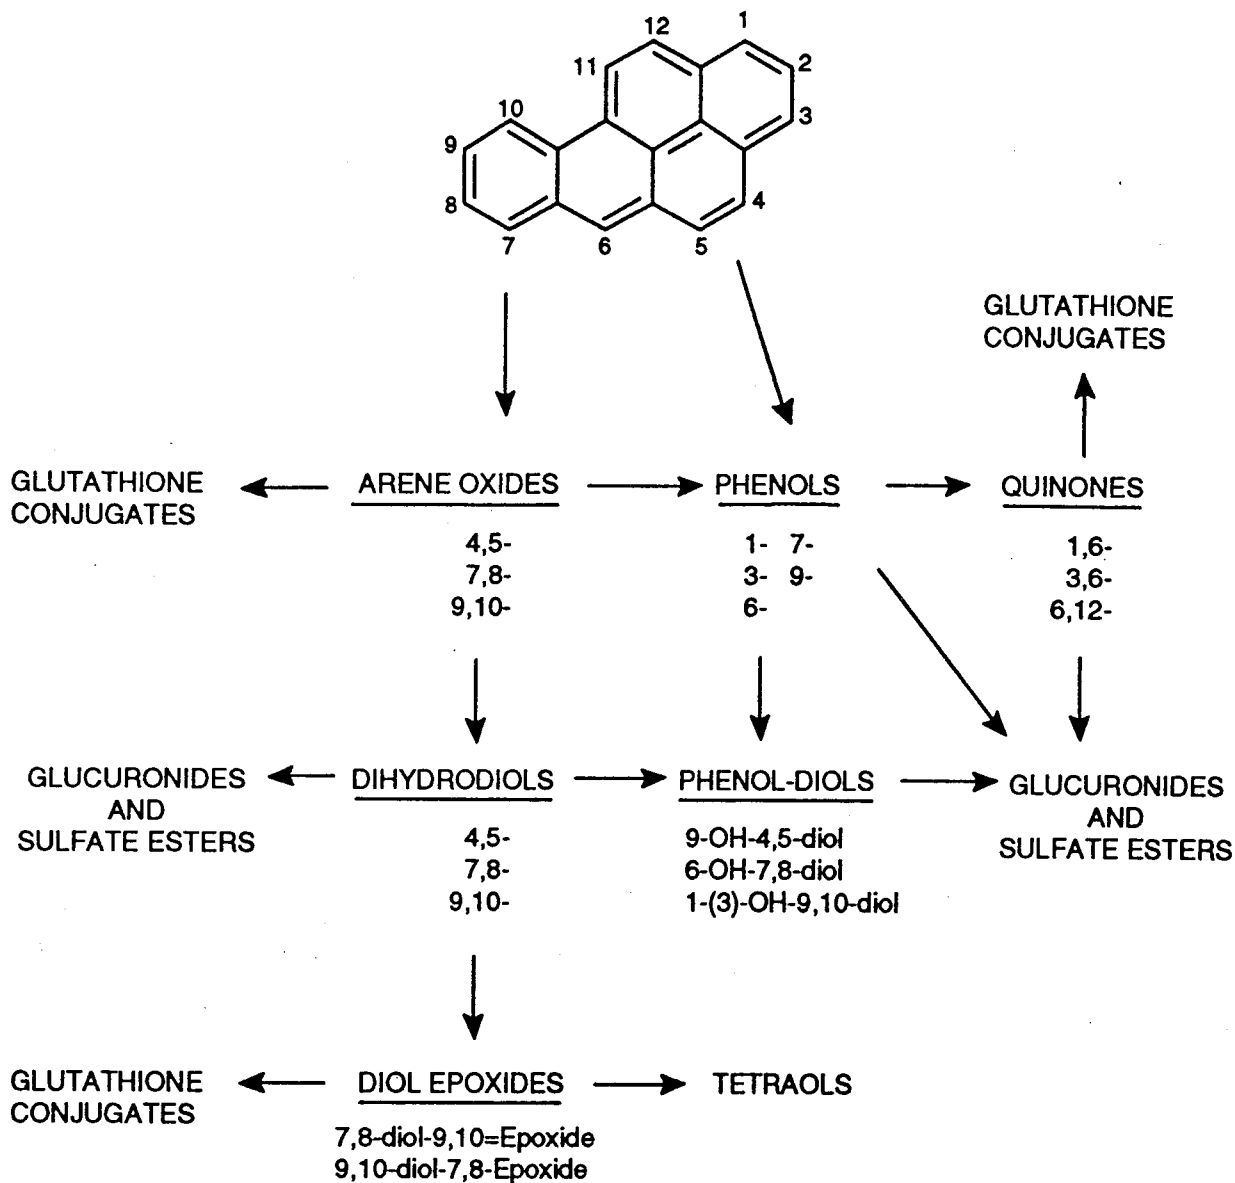 12
1
11
2
10
3
9
8
4
7
6
5
GLUTATHIONE
CONJUGATES
GLUTATHIONE
CONJUGATES
ARENE OXIDES
4,5-
7,8-
9,10-
PHENOLS
1- 7-
3- 9-
6-
QUINONES
1,6-
3,6-
6,12-
GLUCURONIDES
AND
SULFATE ESTERS
DIHYDRODIOLS
4,5-
7,8-
9,10-
PHENOL-DIOLS
9-OH-4,5-diol
6-OH-7,8-diol
1-(3)-OH-9,10-diol
GLUCURONIDES
AND
SULFATE ESTERS
GLUTATHIONE
CONJUGATES
DIOL EPOXIDES
7,8-diol-9,10=Epoxide
9,10-diol-7,8-Epoxide
TETRAOLS